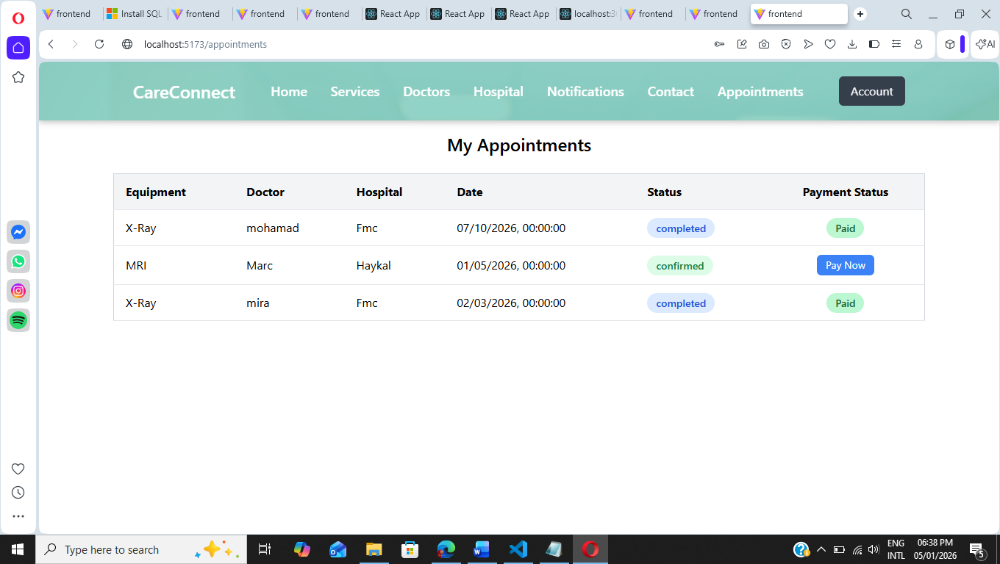 frontend Install SQL frontend frontend frontend React App React App React App localhost:3 frontend frontend frontend
localhost:5173/appointments
AI
CareConnect Home Services Doctors Hospital Notifications Contact Appointments Account
My Appointments
Equipment Doctor Hospital Date Status Payment Status
X-Ray mohamad Fmc 07/10/2026, 00:00:00 completed Paid
MRI Marc Haykal 01/05/2026, 00:00:00 confirmed Pay Now
X-Ray mira Fmc 02/03/2026, 00:00:00 completed Paid
Type here to search
ENG
INTL
06:38 PM
05/01/2026
5